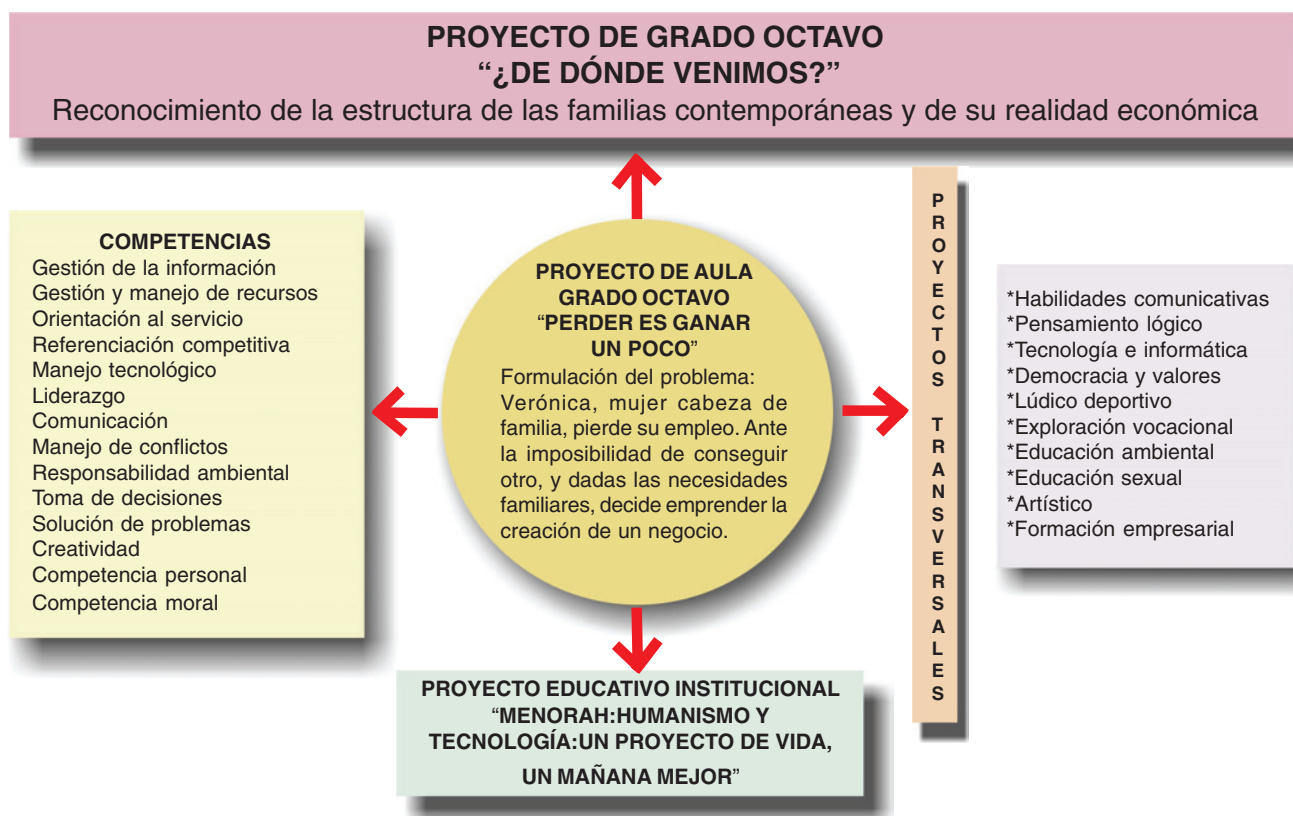 PROYECTO DE GRADO OCTAVO
“¿DE DÓNDE VENIMOS?”
Reconocimiento de la estructura de las familias contemporáneas y de su realidad económica
COMPETENCIAS
Gestión de la información
Gestión y manejo de recursos
Orientación al servicio
Referenciación competitiva
Manejo tecnológico
Liderazgo
Comunicación
Manejo de conflictos
Responsabilidad ambiental
Toma de decisiones
Solución de problemas
Creatividad
Competencia personal
Competencia moral
PROYECTO DE AULA
GRADO OCTAVO
“PERDER ES GANAR
UN POCO”
Formulación del problema:
Verónica, mujer cabeza de
familia, pierde su empleo. Ante
la imposibilidad de conseguir
otro, y dadas las necesidades
familiares, decide emprender la
creación de un negocio.
PROYECTOS TRANSVERSALES
*Habilidades comunicativas
*Pensamiento lógico
*Tecnología e informática
*Democracia y valores
*Lúdico deportivo
*Exploración vocacional
*Educación ambiental
*Educación sexual
*Artístico
*Formación empresarial
PROYECTO EDUCATIVO INSTITUCIONAL
“MENORAH:HUMANISMO Y
TECNOLOGÍA:UN PROYECTO DE VIDA,
UN MAÑANA MEJOR”